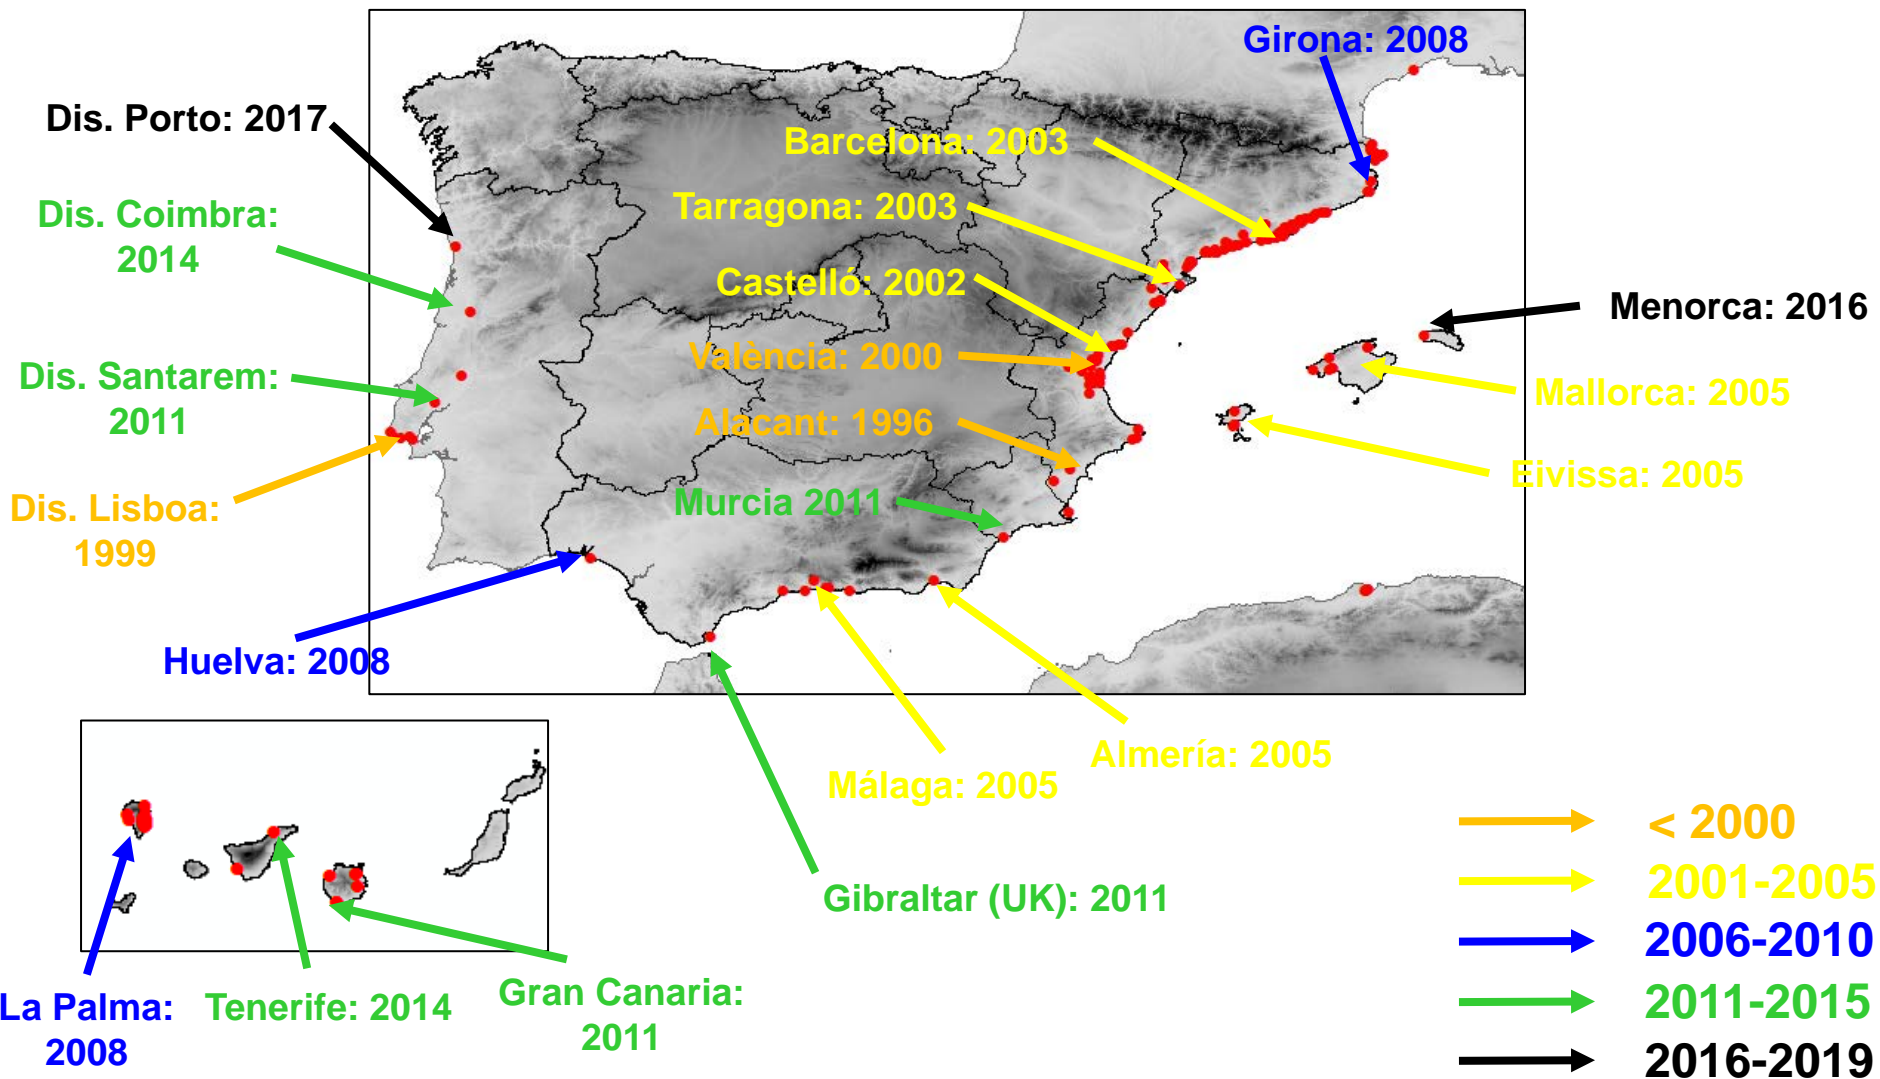 Girona: 2008
Dis. Porto: 2017
Barcelona: 2003
Dis. Coimbra:
2014
Tarragona: 2003
Castelló: 2002
Menorca: 2016
València: 2000
Dis. Santarem:
2011
Mallorca: 2005
Alacant: 1996
Eivissa: 2005
Dis. Lisboa:
1999
Murcia 2011
Huelva: 2008
Almería: 2005
Málaga: 2005
Gibraltar (UK): 2011
La Palma:
2008
Tenerife: 2014
Gran Canaria:
2011
< 2000
2001-2005
2006-2010
2011-2015
2016-2019